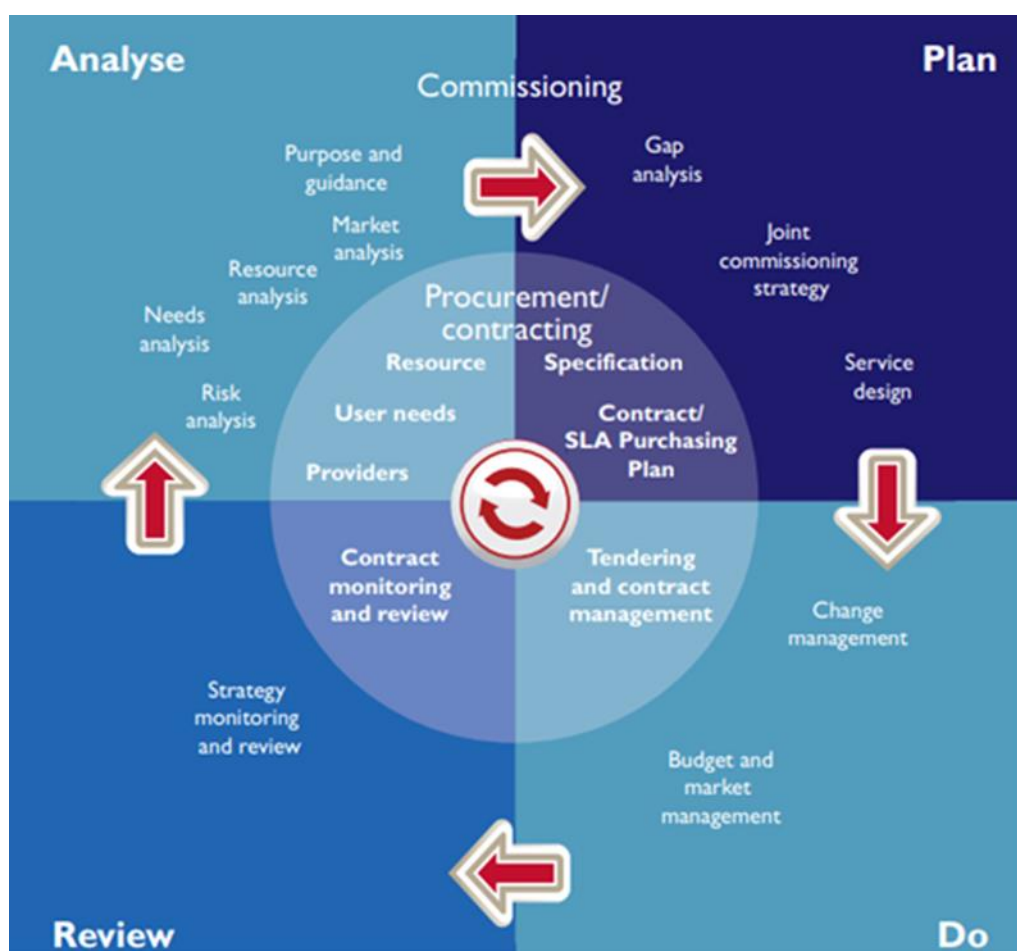 Analyse
Plan
Commissioning
Purpose and
guidance
Market
analysis
Resource
analysis
Needs
analysis
Risk
analysis
Gap
analysis
Joint
commissioning
strategy
Service
design
Procurement/
contracting
Resource
User needs
Providers
Specification
Contract/
SLA Purchasing
Plan
Contract
monitoring
and review
Tendering
and contract
management
Change
management
Budget and
market
management
Strategy
monitoring
and review
Review
Do